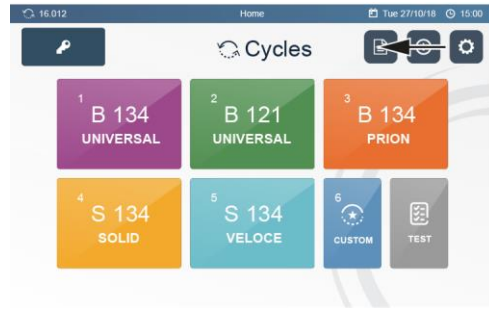 16.012 Home Tue 27/10/18 15:00
Cycles
1 2 3
B 134 B 121 B 134
UNIVERSAL UNIVERSAL PRION
4 5 6
S 134 S 134
SOLID VELOCE CUSTOM TEST